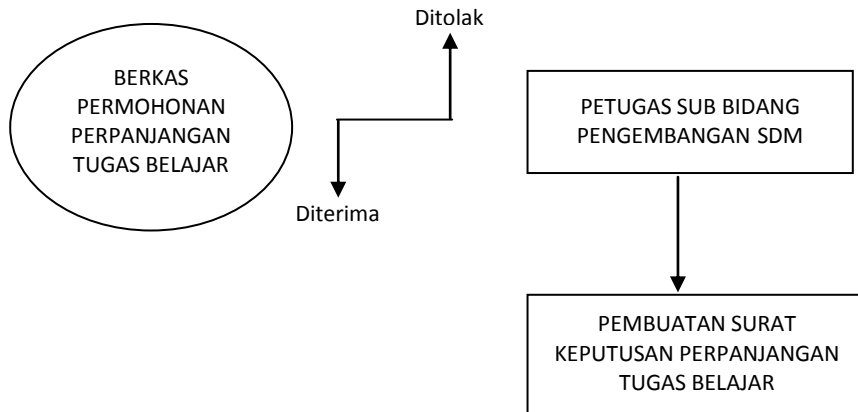 Ditolak
BERKAS
PERMOHONAN
PERPANJANGAN
TUGAS BELAJAR
PETUGAS SUB BIDANG
PENGEMBANGAN SDM
Diterima
PEMBUATAN SURAT
KEPUTUSAN PERPANJANGAN
TUGAS BELAJAR